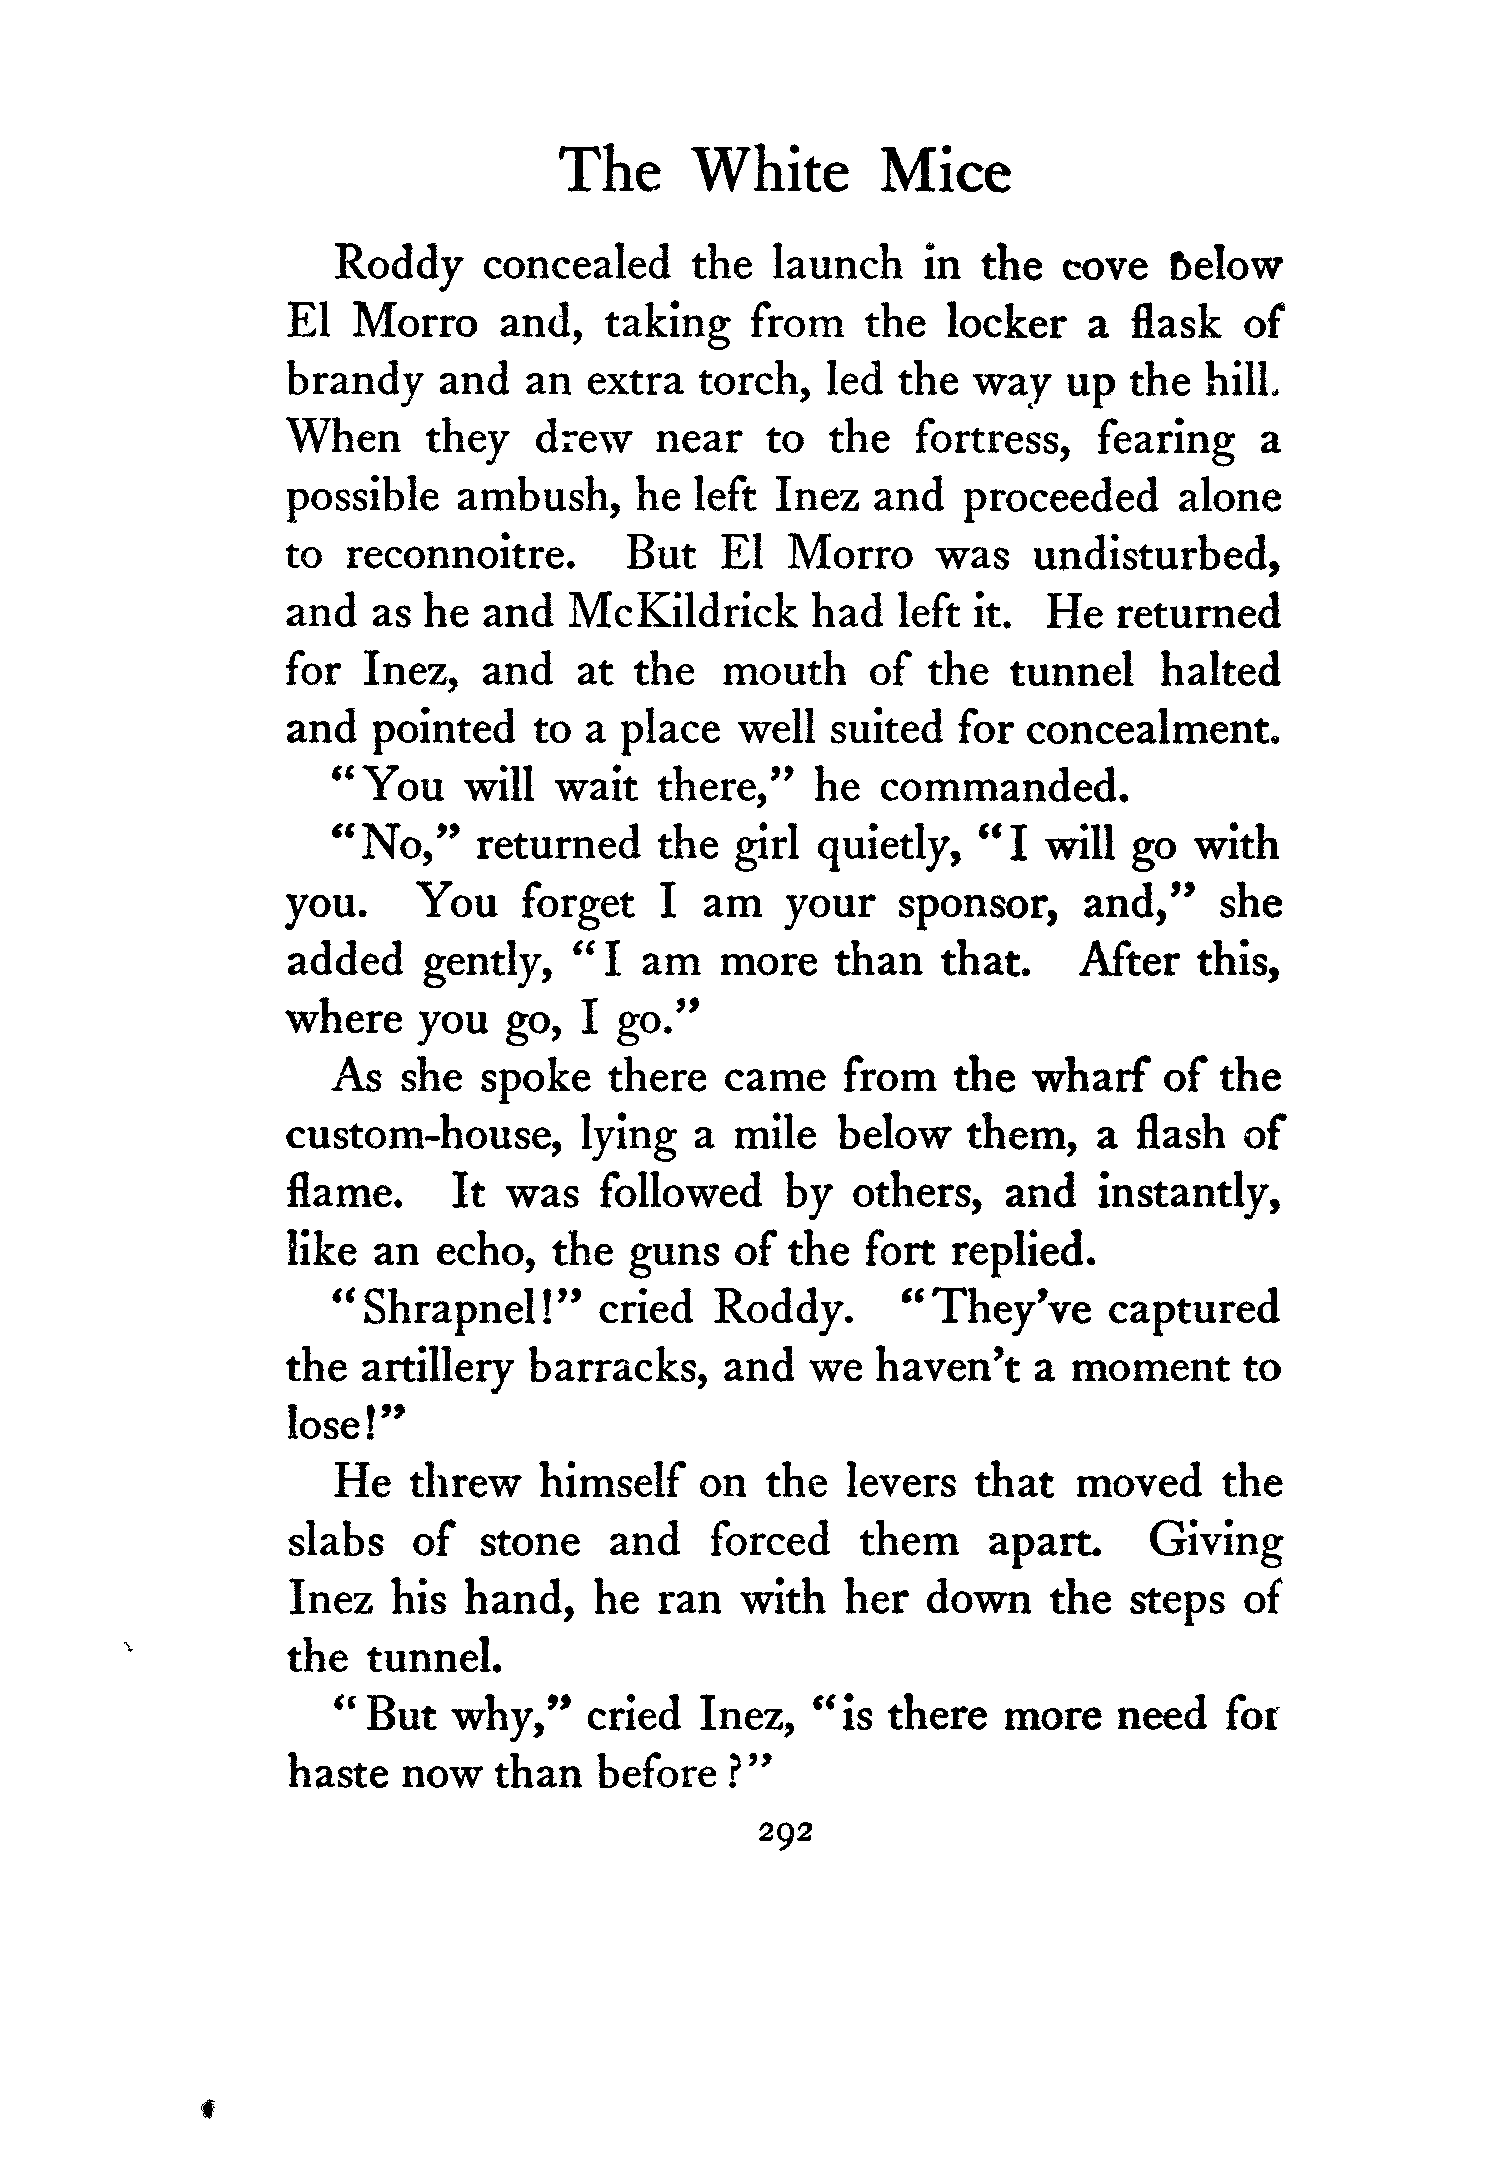 The White Mice
Roddy concealed the launch in the cove below
El Morro and, taking from the locker a flask of
brandy and an extra torch, led the way up the hill.
When they drew near to the fortress, fearing a
possible ambush, he left Inez and proceeded alone
to reconnoitre. But El Morro was undisturbed,
and as he and McKildrick had left it. He returned
for Inez, and at the mouth of the tunnel halted
and pointed to a place well suited for concealment.
"You will wait there," he commanded.
"No," returned the girl quietly, "I will go with
you. You forget I am your sponsor, and," she
added gently, "I am more than that. After this,
where you go, I go."
As she spoke there came from the wharf of the
custom-house, lying a mile below them, a flash of
flame. It was followed by others, and instantly,
like an echo, the guns of the fort replied.
"Shrapnel!" cried Roddy. "They've captured
the artillery barracks, and we haven't a moment to
lose!"
He threw himself on the levers that moved the
slabs of stone and forced them apart. Giving
Inez his hand, he ran with her down the steps of
the tunnel.
"But why," cried Inez, "is there more need for
haste now than before?"
292